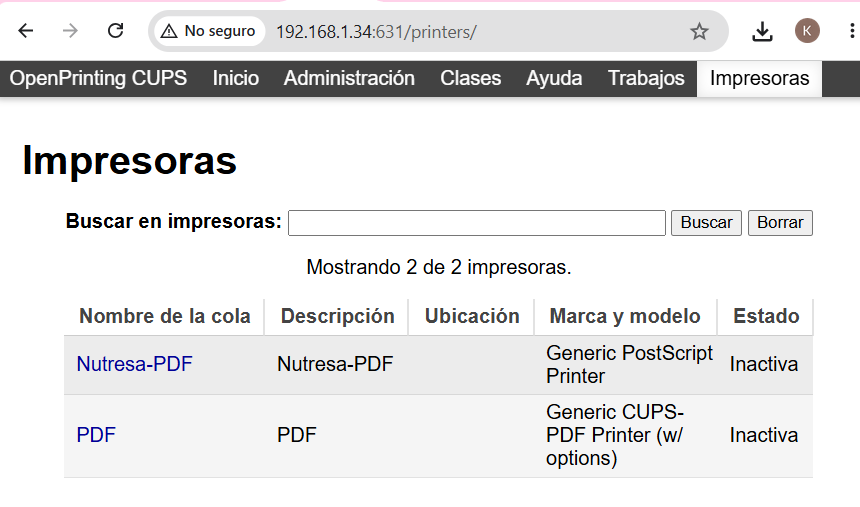 No seguro 192.168.1.34:631/printers/ K
OpenPrinting CUPS Inicio Administración Clases Ayuda Trabajos Impresoras
Impresoras
Buscar en impresoras: Buscar Borrar
Mostrando 2 de 2 impresoras.
Nombre de la cola Descripción Ubicación Marca y modelo Estado
Nutresa-PDF Nutresa-PDF Generic PostScript Printer Inactiva
PDF PDF Generic CUPS-PDF Printer (w/ options) Inactiva